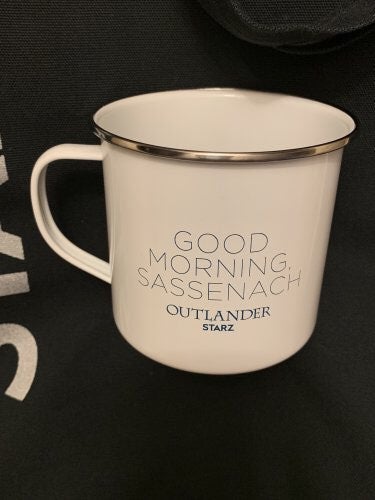 GOOD
MORNING,
SASSENACH
OUTLANDER
STARZ